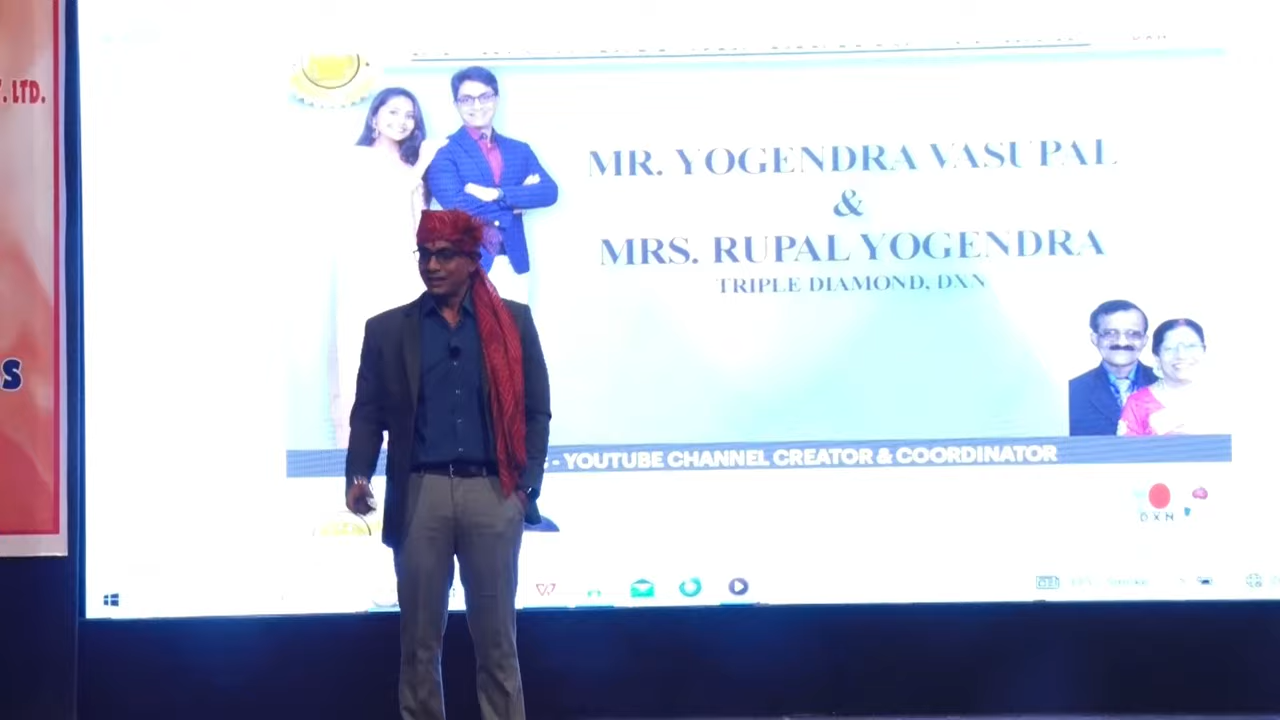 . LTD.
S
MR. YOGENDRA VASUPAL
&
MRS. RUPAL YOGENDRA
TRIPLE DIAMOND, DXN
- YOUTUBE CHANNEL CREATOR & COORDINATOR
DXN